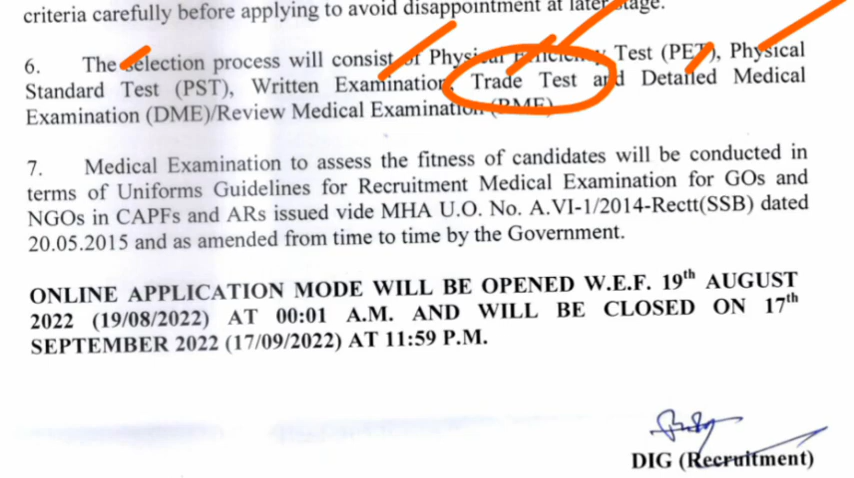 criteria carefully before applying to avoid disappointment at later stage.
6. The selection process will consist of Physical Efficiency Test (PET), Physical
Standard Test (PST), Written Examination, Trade Test and Detailed Medical
Examination (DME)/Review Medical Examination (RME)
7. Medical Examination to assess the fitness of candidates will be conducted in
terms of Uniforms Guidelines for Recruitment Medical Examination for GOs and
NGOs in CAPFs and ARs issued vide MHA U.O. No. A.VI-1/2014-Rectt(SSB) dated
20.05.2015 and as amended from time to time by the Government.
ONLINE APPLICATION MODE WILL BE OPENED W.E.F. 19th AUGUST
2022 (19/08/2022) AT 00:01 A.M. AND WILL BE CLOSED ON 17th
SEPTEMBER 2022 (17/09/2022) AT 11:59 P.M.
DIG (Recruitment)